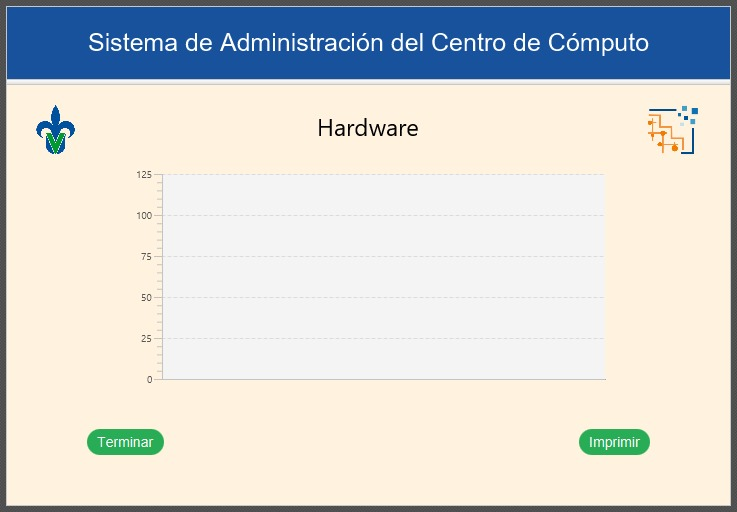 Sistema de Administración del Centro de Cómputo
Hardware
125
100
75
50
25
0
Terminar
Imprimir